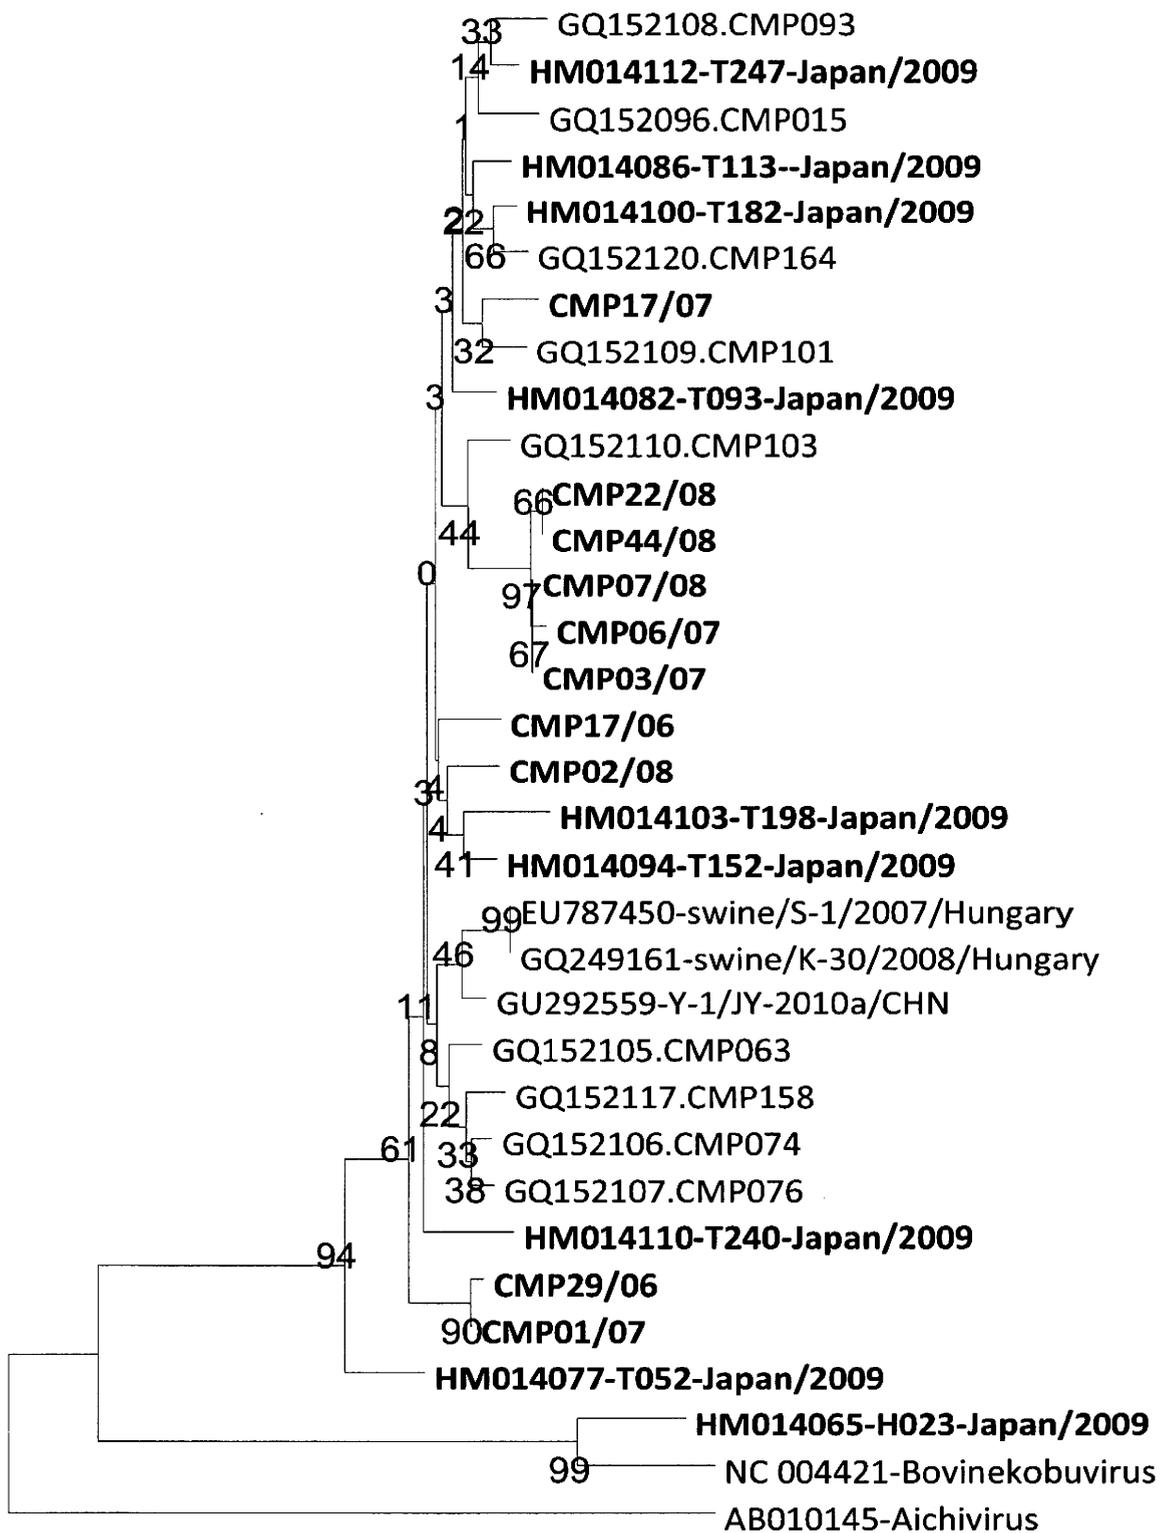 33
GQ152108.CMP093
14
HM014112-T247-Japan/2009
GQ152096.CMP015
1
HM014086-T113--Japan/2009
2
22
HM014100-T182-Japan/2009
66
GQ152120.CMP164
3
CMP17/07
32
GQ152109.CMP101
3
HM014082-T093-Japan/2009
GQ152110.CMP103
66
CMP22/08
44
CMP44/08
0
97
CMP07/08
CMP06/07
67
CMP03/07
CMP17/06
CMP02/08
3
4
HM014103-T198-Japan/2009
4
41
HM014094-T152-Japan/2009
99
EU787450-swine/S-1/2007/Hungary
46
GQ249161-swine/K-30/2008/Hungary
11
GU292559-Y-1/JY-2010a/CHN
8
GQ152105.CMP063
22
GQ152117.CMP158
61
33
GQ152106.CMP074
38
GQ152107.CMP076
HM014110-T240-Japan/2009
94
CMP29/06
90
CMP01/07
HM014077-T052-Japan/2009
HM014065-H023-Japan/2009
99
NC 004421-Bovinekobuvirus
AB010145-Aichivirus